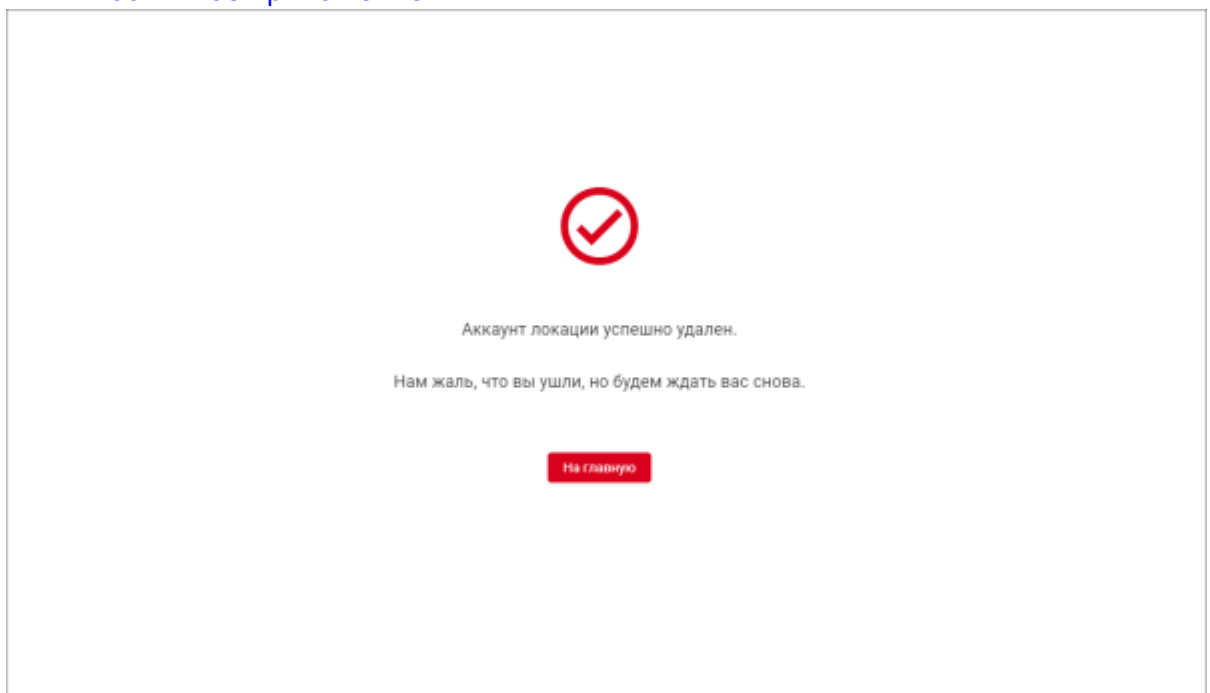 Аккаунт локации успешно удален.
Нам жаль, что вы ушли, но будем ждать вас снова.
На главную